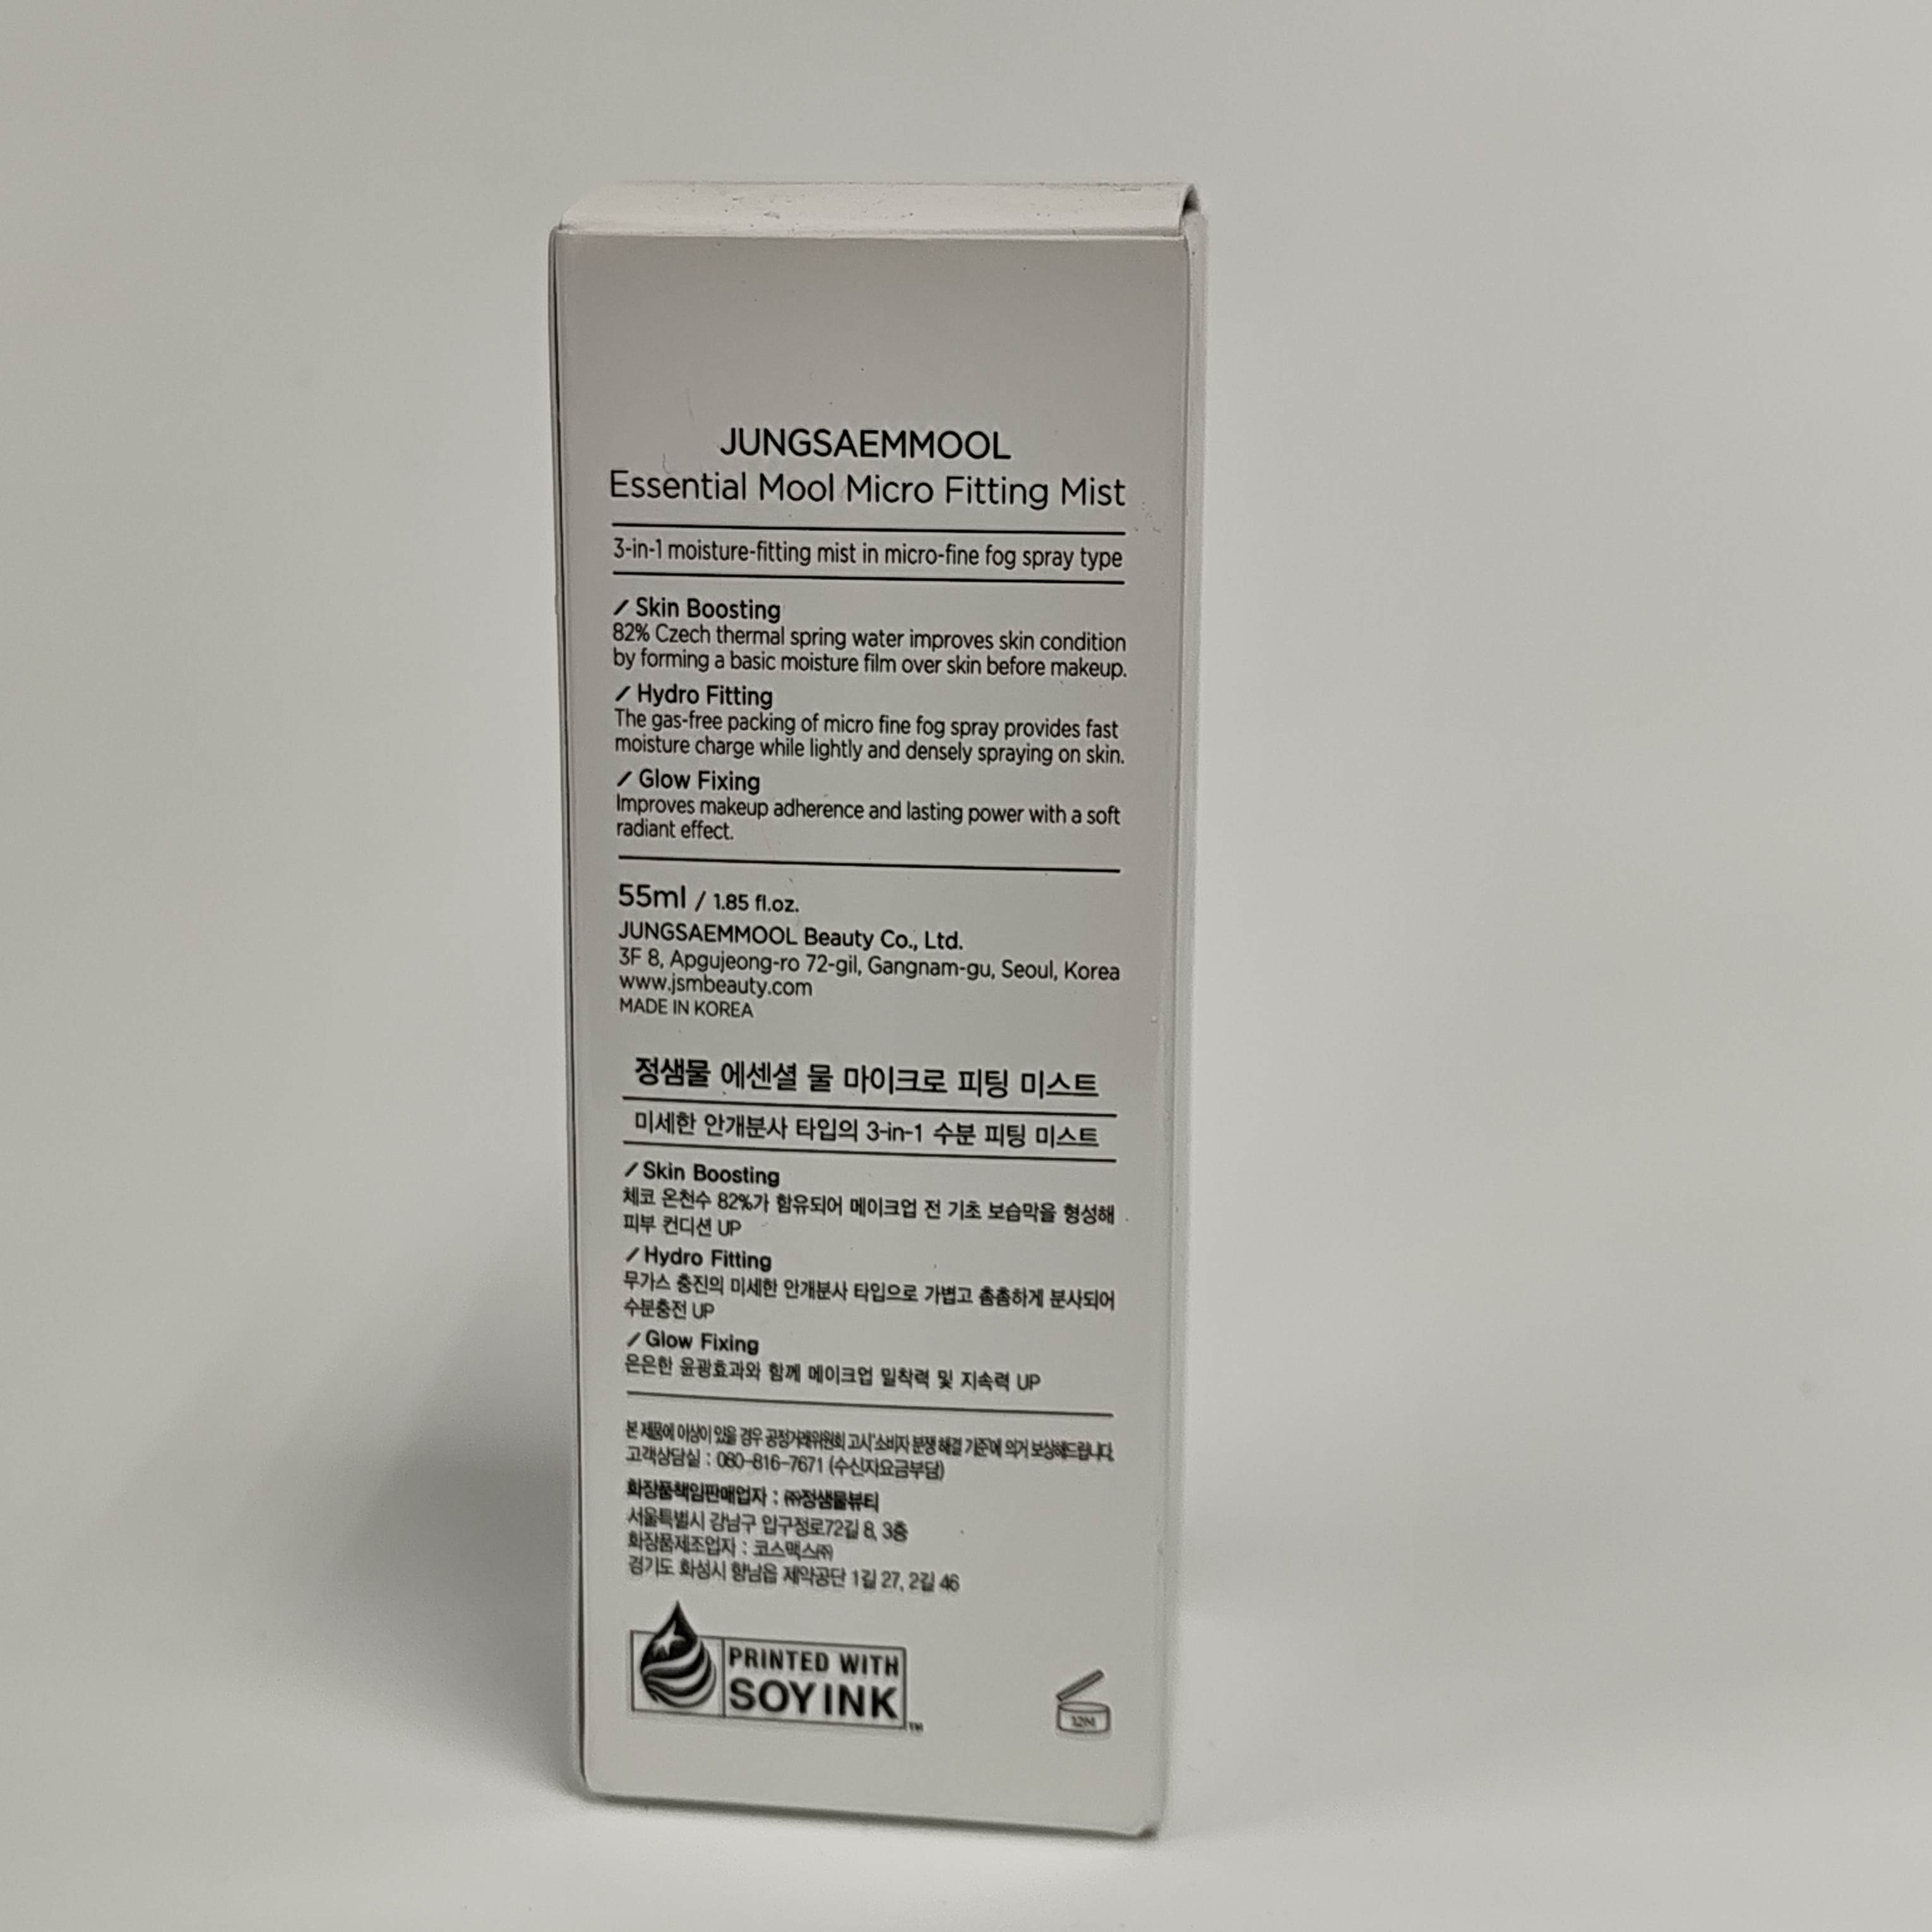 JUNGSAEMMOOL
Essential Mool Micro Fitting Mist
3-in-1 moisture-fitting mist in micro-fine fog spray type
/ Skin Boosting
82% Czech thermal spring water improves skin condition
by forming a basic moisture film over skin before makeup.
/ Hydro Fitting
The gas-free packing of micro fine fog spray provides fast
moisture charge while lightly and densely spraying on skin.
/ Glow Fixing
Improves makeup adherence and lasting power with a soft
radiant effect.
55ml / 1.85 fl.oz.
JUNGSAEMMOOL Beauty Co., Ltd.
3F 8, Apgujeong-ro 72-gil, Gangnam-gu, Seoul, Korea
www.jsmbeauty.com
MADE IN KOREA
정샘물 에센셜 물 마이크로 피팅 미스트
미세한 안개분사 타입의 3-in-1 수분 피팅 미스트
/ Skin Boosting
체코 온천수 82%가 함유되어 메이크업 전 기초 보습막을 형성해
피부 컨디션 UP
/ Hydro Fitting
무가스 충진의 미세한 안개분사 타입으로 가볍고 촘촘하게 분사되어
수분충전 UP
/ Glow Fixing
은은한 윤광효과와 함께 메이크업 밀착력 및 지속력 UP
본 제품에 이상이 있을 경우 공정거래위원회 고시 '소비자 분쟁 해결 기준'에 의거 보상해드립니다.
고객상담실 : 080-816-7671 (수신자요금부담)
화장품책임판매업자 : ㈜정샘물뷰티
서울특별시 강남구 압구정로72길 8, 3층
화장품제조업자 : 코스맥스㈜
경기도 화성시 향남읍 제약공단 1길 27, 2길 46
PRINTED WITH
SOY INK
TM
12M